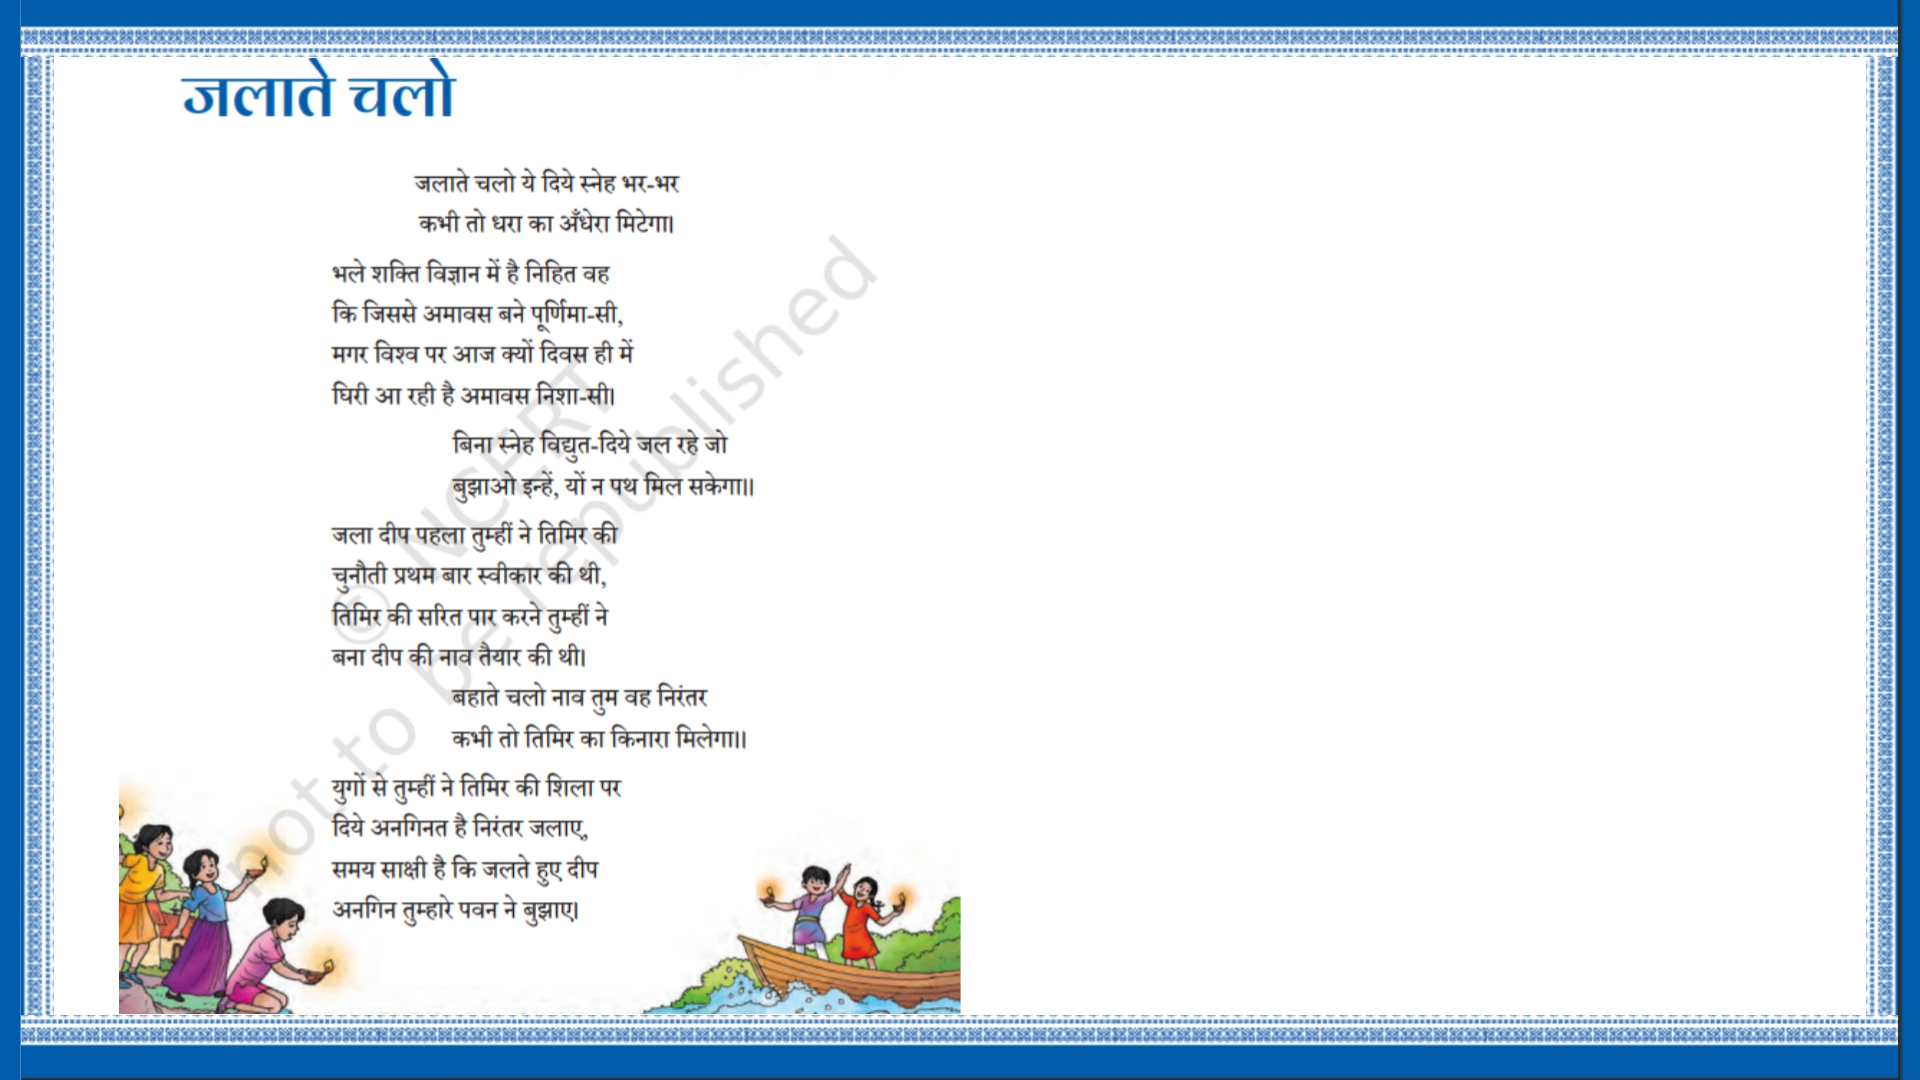 जलाते चलो
जलाते चलो ये दिये स्नेह भर-भर
कभी तो धरा का अँधेरा मिटेगा।
भले शक्ति विज्ञान में है निहित वह
कि जिससे अमावस बने पूर्णिमा-सी,
मगर विश्व पर आज क्यों दिवस ही में
घिरी आ रही है अमावस निशा-सी।
बिना स्नेह विद्युत-दिये जल रहे जो
बुझाओ इन्हें, यों न पथ मिल सकेगा॥
जला दीप पहला तुम्हीं ने तिमिर की
चुनौती प्रथम बार स्वीकार की थी,
तिमिर की सरित पार करने तुम्हीं ने
बना दीप की नाव तैयार की थी।
बहाते चलो नाव तुम वह निरंतर
कभी तो तिमिर का किनारा मिलेगा॥
युगों से तुम्हीं ने तिमिर की शिला पर
दिये अनगिनत है निरंतर जलाए,
समय साक्षी है कि जलते हुए दीप
अनगिन तुम्हारे पवन ने बुझाए।
© NCERT
not to be republished